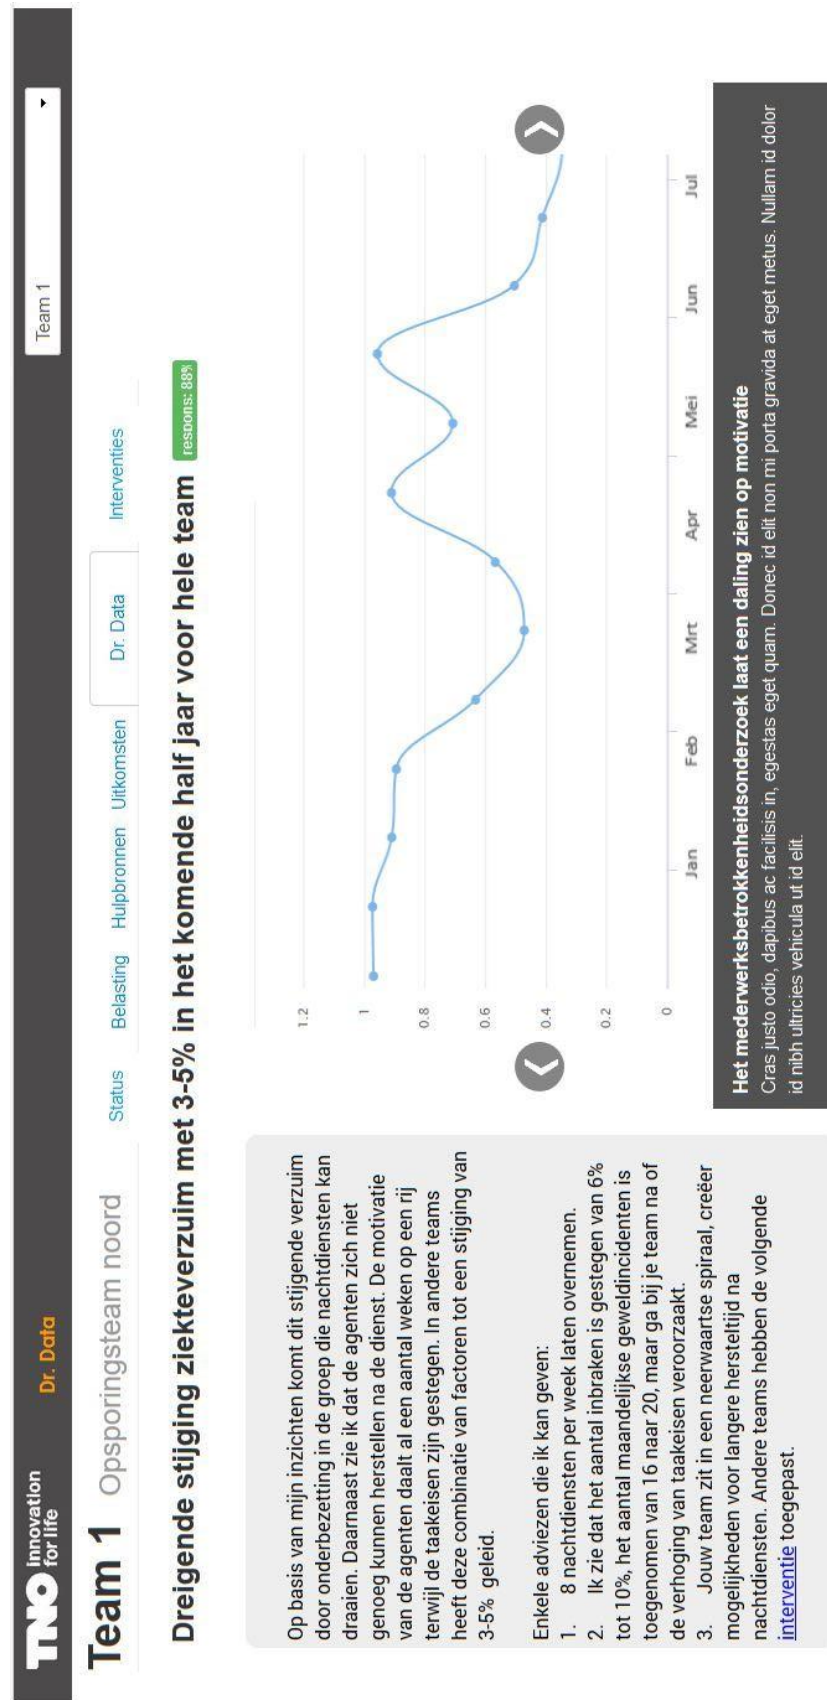 TNO innovation for life
Dr. Data
Team 1
Team 1 Opsporingsteam noord
Status
Belasting
Hulpbronnen
Uitkomsten
Dr. Data
Interventies
Dreigende stijging ziekteverzuim met 3-5% in het komende half jaar voor hele team
respons: 88%
Op basis van mijn inzichten komt dit stijgende verzuim
door onderbezetting in de groep die nachtdiensten kan
draaien. Daarnaast zie ik dat de agenten zich niet
genoeg kunnen herstellen na de dienst. De motivatie
van de agenten daalt al een aantal weken op een rij
terwijl de taakeisen zijn gestegen. In andere teams
heeft deze combinatie van factoren tot een stijging van
3-5% geleid.
Enkele adviezen die ik kan geven:
1. 8 nachtdiensten per week laten overnemen.
2. Ik zie dat het aantal inbraken is gestegen van 6%
tot 10%, het aantal maandelijkse geweldincidenten is
toegenomen van 16 naar 20, maar ga bij je team na of
de verhoging van taakeisen veroorzaakt.
3. Jouw team zit in een neerwaartse spiraal, creëer
mogelijkheden voor langere hersteltijd na
nachtdiensten. Andere teams hebben de volgende
interventie toegepast.
1.2
1
0.8
0.6
0.4
0.2
0
Jan
Feb
Mrt
Apr
Mei
Jun
Jul
Het mederwerksbetrokkenheidsonderzoek laat een daling zien op motivatie
Cras justo odio, dapibus ac facilisis in, egestas eget quam. Donec id elit non mi porta gravida at eget metus. Nullam id dolor
id nibh ultricies vehicula ut id elit.